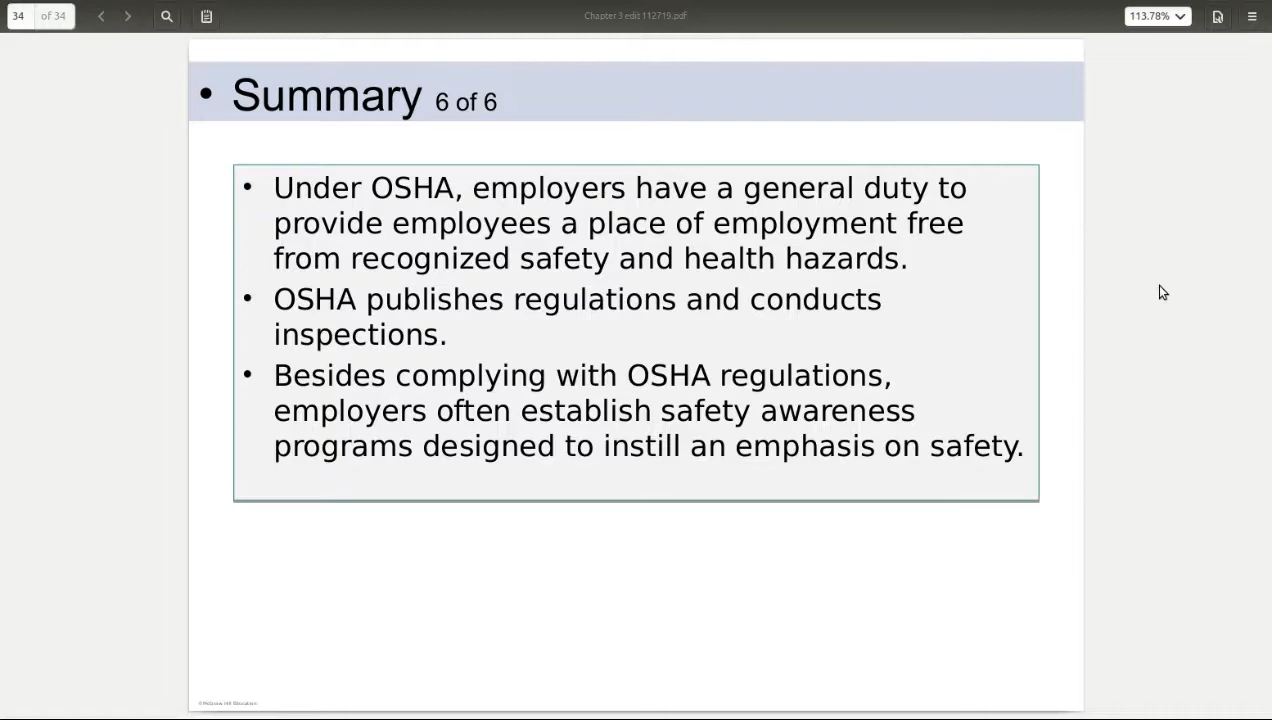 34 of 34
Chapter 3 edit 112719.pdf
113.78%
• Summary 6 of 6
• Under OSHA, employers have a general duty to
provide employees a place of employment free
from recognized safety and health hazards.
• OSHA publishes regulations and conducts
inspections.
• Besides complying with OSHA regulations,
employers often establish safety awareness
programs designed to instill an emphasis on safety.
©McGraw Hill Education